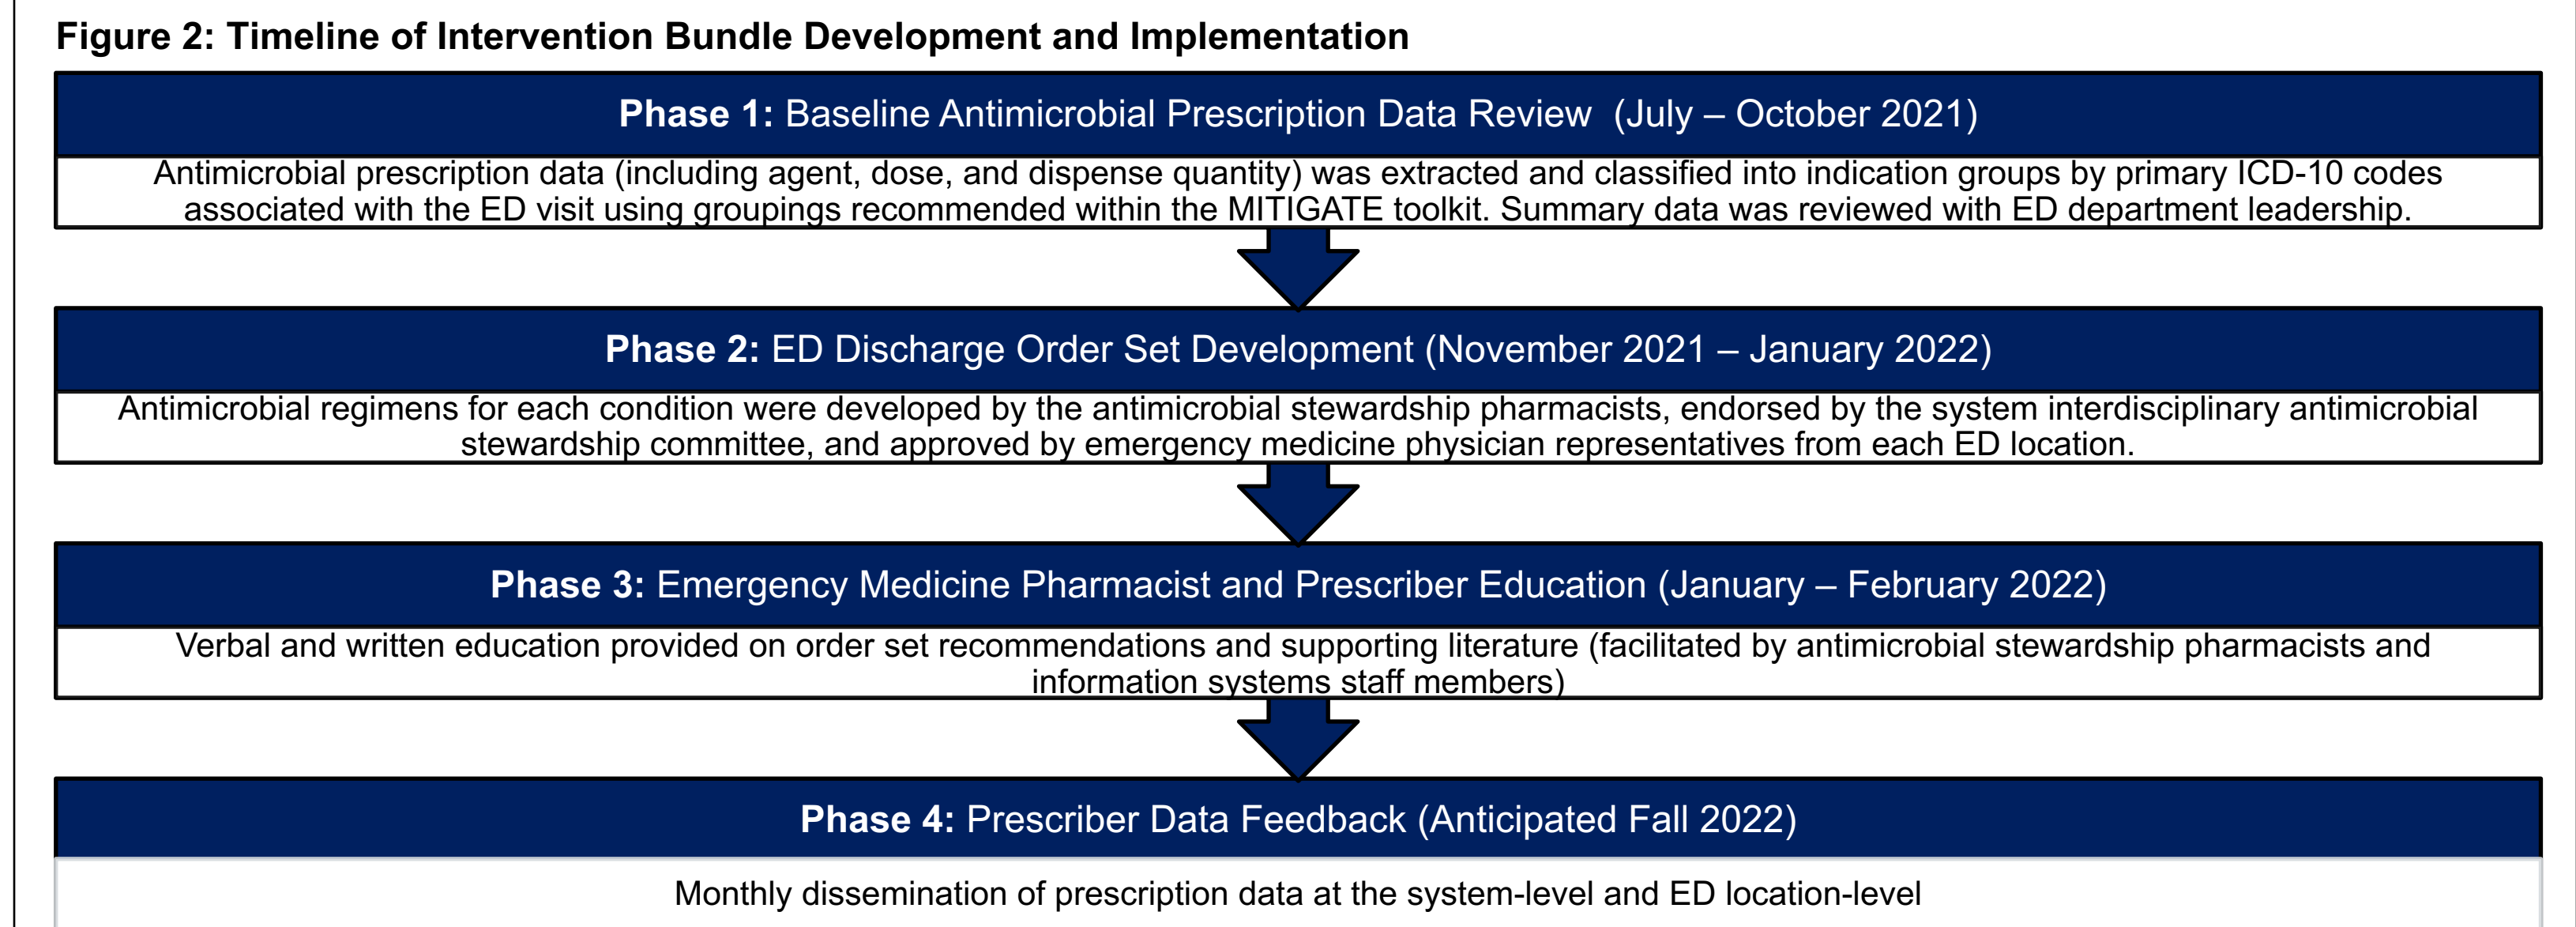 Figure 2: Timeline of Intervention Bundle Development and Implementation
Phase 1: Baseline Antimicrobial Prescription Data Review (July – October 2021)
Antimicrobial prescription data (including agent, dose, and dispense quantity) was extracted and classified into indication groups by primary ICD-10 codes
associated with the ED visit using groupings recommended within the MITIGATE toolkit. Summary data was reviewed with ED department leadership.
Phase 2: ED Discharge Order Set Development (November 2021 – January 2022)
Antimicrobial regimens for each condition were developed by the antimicrobial stewardship pharmacists, endorsed by the system interdisciplinary antimicrobial
stewardship committee, and approved by emergency medicine physician representatives from each ED location.
Phase 3: Emergency Medicine Pharmacist and Prescriber Education (January – February 2022)
Verbal and written education provided on order set recommendations and supporting literature (facilitated by antimicrobial stewardship pharmacists and
information systems staff members)
Phase 4: Prescriber Data Feedback (Anticipated Fall 2022)
Monthly dissemination of prescription data at the system-level and ED location-level